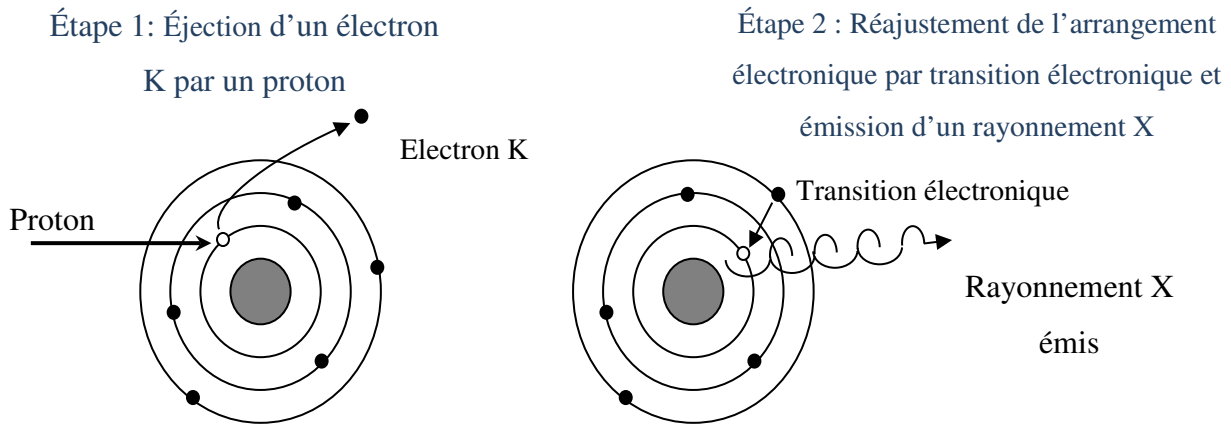 Étape 1: Éjection d’un électron
K par un proton
Electron K
Proton
Étape 2 : Réajustement de l’arrangement
électronique par transition électronique et
émission d’un rayonnement X
Transition électronique
Rayonnement X
émis